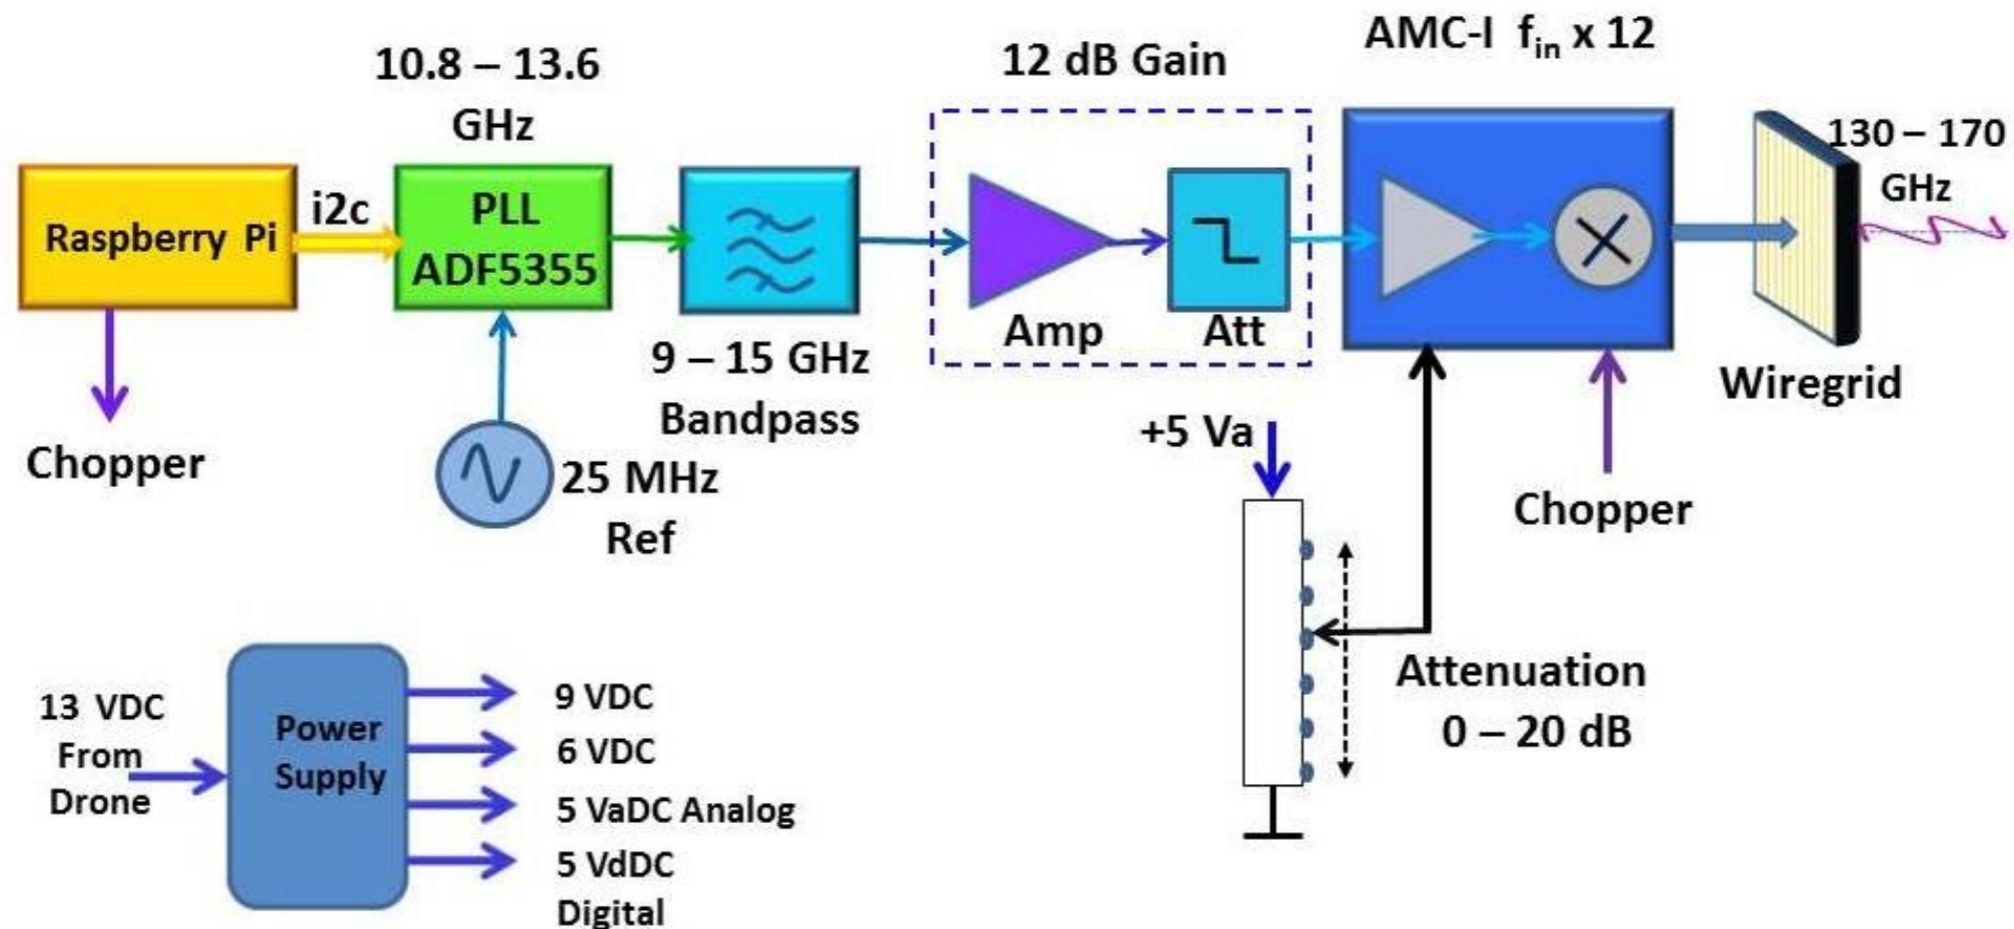 10.8 – 13.6
GHz
12 dB Gain
AMC-I f_in x 12
130 – 170
GHz
Raspberry Pi
i2c
PLL
ADF5355
Amp
Att
9 – 15 GHz
Bandpass
Wiregrid
Chopper
25 MHz
Ref
+5 Va
Chopper
Attenuation
0 – 20 dB
13 VDC
From
Drone
Power
Supply
9 VDC
6 VDC
5 VaDC Analog
5 VdDC
Digital